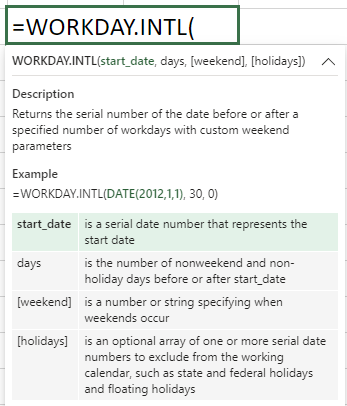 =WORKDAY.INTL(
WORKDAY.INTL(start_date, days, [weekend], [holidays])
Description
Returns the serial number of the date before or after a
specified number of workdays with custom weekend
parameters
Example
=WORKDAY.INTL(DATE(2012,1,1), 30, 0)
start_date is a serial date number that represents the
start date
days is the number of nonweekend and non-
holiday days before or after start_date
[weekend] is a number or string specifying when
weekends occur
[holidays] is an optional array of one or more serial date
numbers to exclude from the working
calendar, such as state and federal holidays
and floating holidays